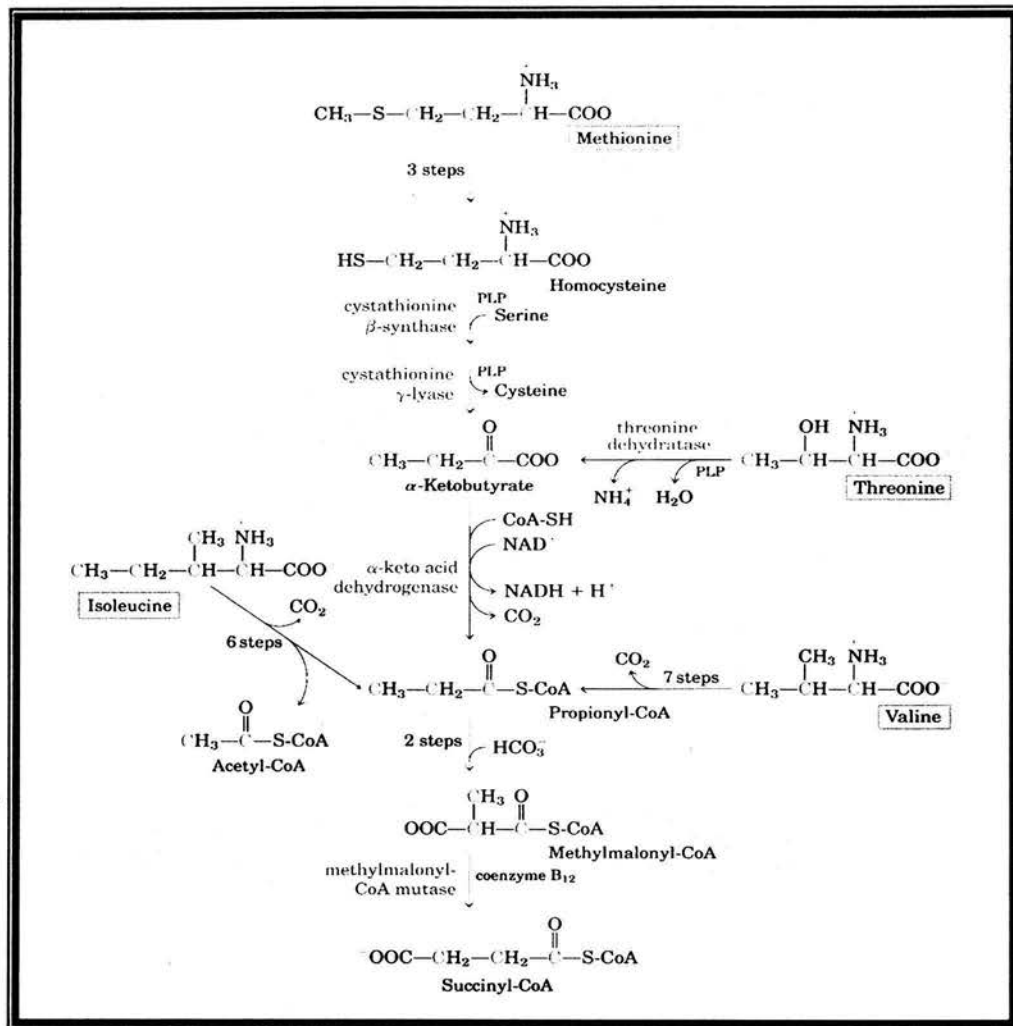 NH₃
CH₃—S—CH₂—CH₂—CH—COO
Methionine
3 steps
NH₃
HS—CH₂—CH₂—CH—COO
Homocysteine
cystathionine
β-synthase
PLP
Serine
cystathionine
γ-lyase
PLP
Cysteine
O
CH₃—CH₂—C—COO
α-Ketobutyrate
threonine
dehydratase
PLP
NH₄⁺ H₂O
OH NH₃
CH₃—CH—CH—COO
Threonine
CoA-SH
NAD
α-keto acid
dehydrogenase
NADH + H⁺
CO₂
CH₃ NH₃
CH₃—CH₂—CH—CH—COO
Isoleucine
CO₂
6 steps
O
CH₃—C—S-CoA
Acetyl-CoA
O
CH₃—CH₂—C—S-CoA
Propionyl-CoA
CO₂
7 steps
CH₃ NH₃
CH₃—CH—CH—COO⁻
Valine
2 steps
HCO₃⁻
CH₃ O
OOC—CH—C—S-CoA
Methylmalonyl-CoA
methylmalonyl-
CoA mutase
coenzyme B₁₂
O
⁻OOC—CH₂—CH₂—C—S-CoA
Succinyl-CoA